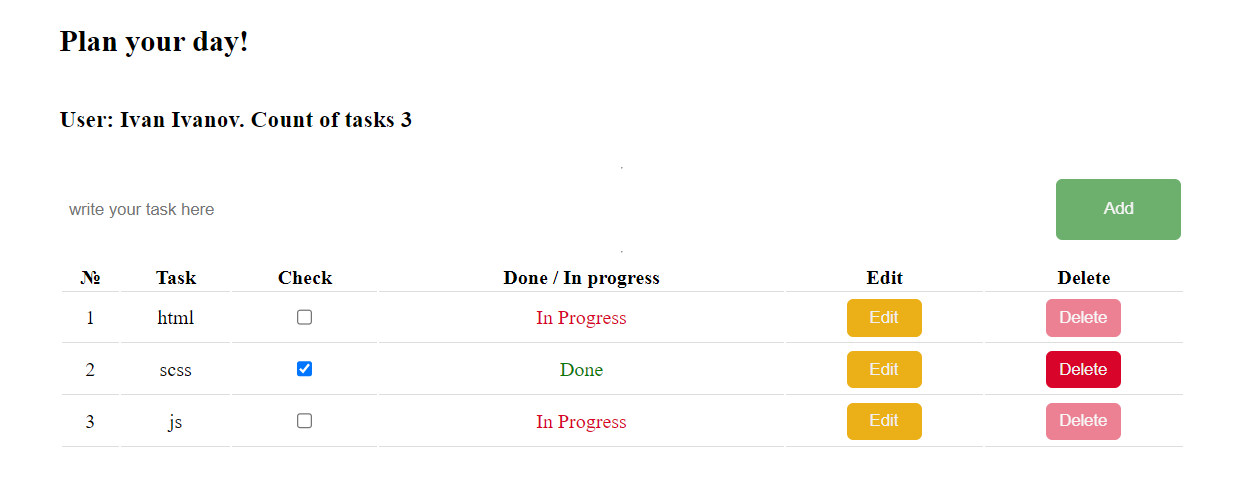 Plan your day!
User: Ivan Ivanov. Count of tasks 3
write your task here Add
№ Task Check Done / In progress Edit Delete
1 html In Progress Edit Delete
2 scss Done Edit Delete
3 js In Progress Edit Delete